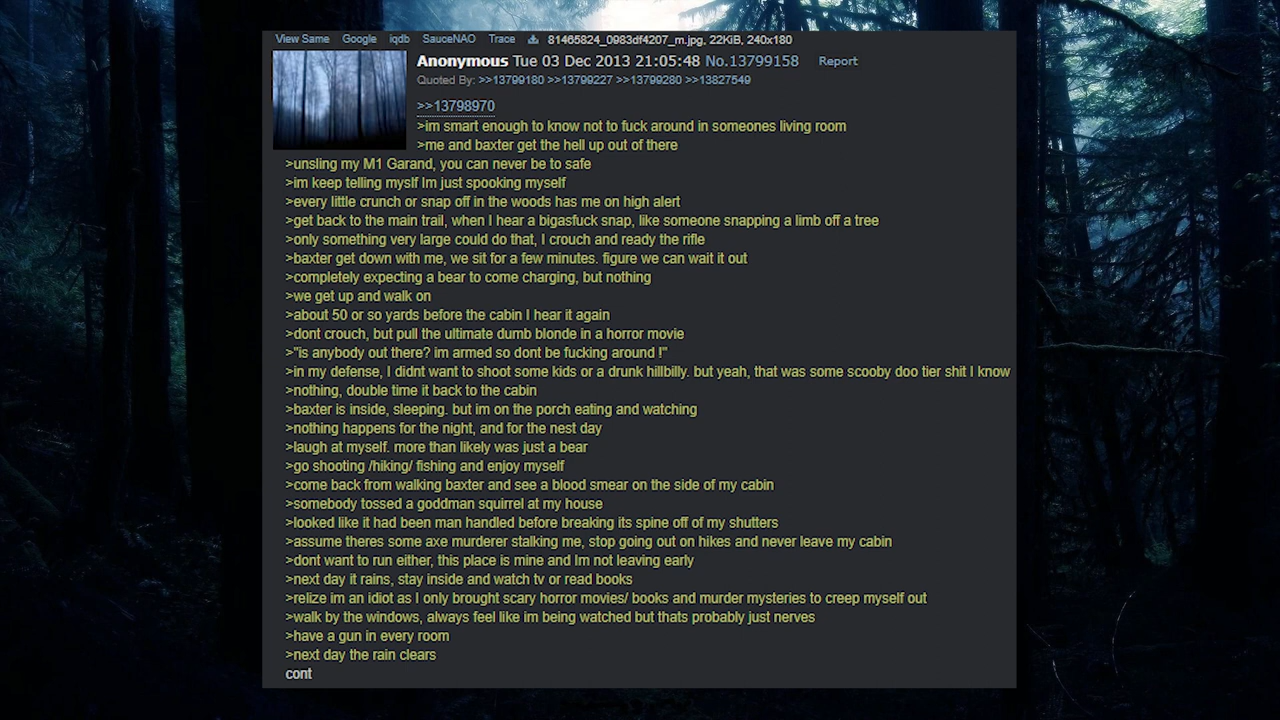 View Same Google iqdb SauceNAO Trace 81465824_0983df4207_m.jpg, 22KiB, 240x180
Anonymous Tue 03 Dec 2013 21:05:48 No.13799158 Report
Quoted By: >>13799180 >>13799227 >>13799280 >>13827549
>>13798970
>im smart enough to know not to fuck around in someones living room
>me and baxter get the hell up out of there
>unsling my M1 Garand, you can never be to safe
>im keep telling myslf Im just spooking myself
>every little crunch or snap off in the woods has me on high alert
>get back to the main trail, when I hear a bigasfuck snap, like someone snapping a limb off a tree
>only something very large could do that, I crouch and ready the rifle
>baxter get down with me, we sit for a few minutes. figure we can wait it out
>completely expecting a bear to come charging, but nothing
>we get up and walk on
>about 50 or so yards before the cabin I hear it again
>dont crouch, but pull the ultimate dumb blonde in a horror movie
>"is anybody out there? im armed so dont be fucking around !"
>in my defense, I didnt want to shoot some kids or a drunk hillbilly. but yeah, that was some scooby doo tier shit I know
>nothing, double time it back to the cabin
>baxter is inside, sleeping. but im on the porch eating and watching
>nothing happens for the night, and for the nest day
>laugh at myself. more than likely was just a bear
>go shooting /hiking/ fishing and enjoy myself
>come back from walking baxter and see a blood smear on the side of my cabin
>somebody tossed a goddman squirrel at my house
>looked like it had been man handled before breaking its spine off of my shutters
>assume theres some axe murderer stalking me, stop going out on hikes and never leave my cabin
>dont want to run either, this place is mine and Im not leaving early
>next day it rains, stay inside and watch tv or read books
>relize im an idiot as I only brought scary horror movies/ books and murder mysteries to creep myself out
>walk by the windows, always feel like im being watched but thats probably just nerves
>have a gun in every room
>next day the rain clears
cont